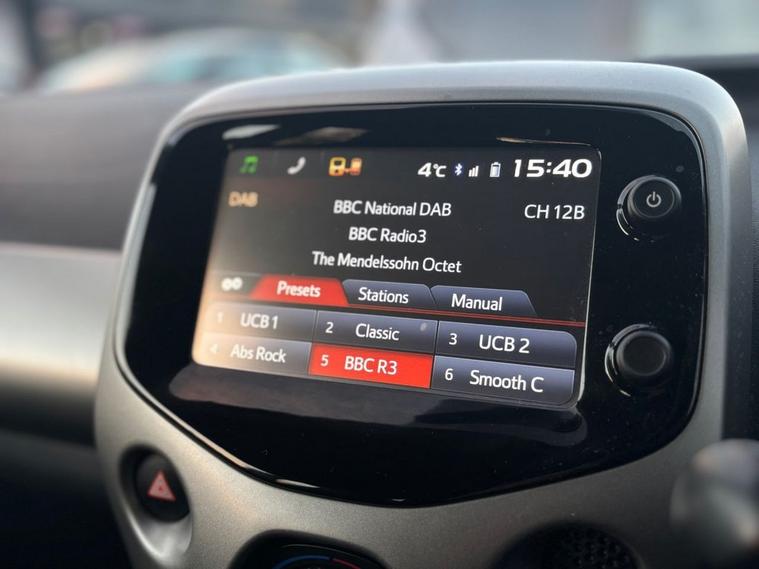 4°C 15:40
DAB BBC National DAB CH 12B
BBC Radio3
The Mendelssohn Octet
Presets Stations Manual
1 UCB 1 2 Classic 3 UCB 2
4 Abs Rock 5 BBC R3 6 Smooth C